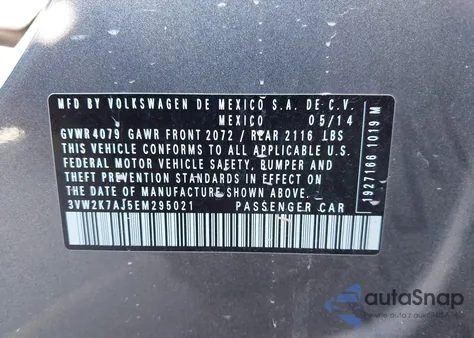 MFD BY VOLKSWAGEN DE MEXICO S.A. DE C.V.
MEXICO 05/14
GVWR4079 GAWR FRONT 2072 / REAR 2116 LBS
THIS VEHICLE CONFORMS TO ALL APPLICABLE U.S.
FEDERAL MOTOR VEHICLE SAFETY, BUMPER AND
THEFT PREVENTION STANDARDS IN EFFECT ON
THE DATE OF MANUFACTURE SHOWN ABOVE.
3VW2K7AJ5EM295021 PASSENGER CAR
1927166 1019 M
autoSnap